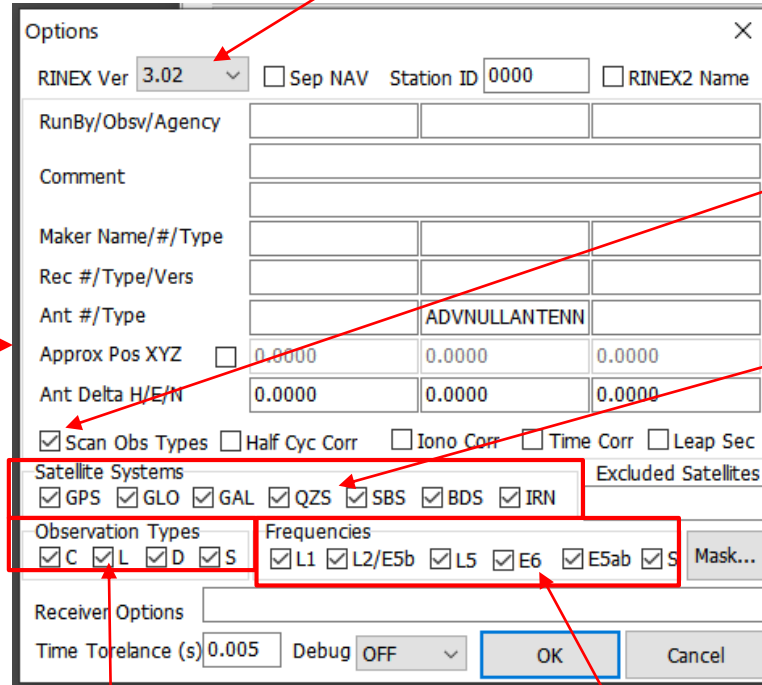 Options
RINEX Ver 3.02 Sep NAV Station ID 0000 RINEX2 Name
RunBy/Obsv/Agency
Comment
Maker Name/#/Type
Rec #/Type/Vers
Ant #/Type ADVNULLANTENN
Approx Pos XYZ 0.0000 0.0000 0.0000
Ant Delta H/E/N 0.0000 0.0000 0.0000
Scan Obs Types Half Cyc Corr Iono Corr Time Corr Leap Sec
Satellite Systems Excluded Satellites
GPS GLO GAL QZS SBS BDS IRN
Observation Types Frequencies
C L D S L1 L2/E5b L5 E6 E5ab S Mask...
Receiver Options
Time Torelance (s) 0.005 Debug OFF OK Cancel